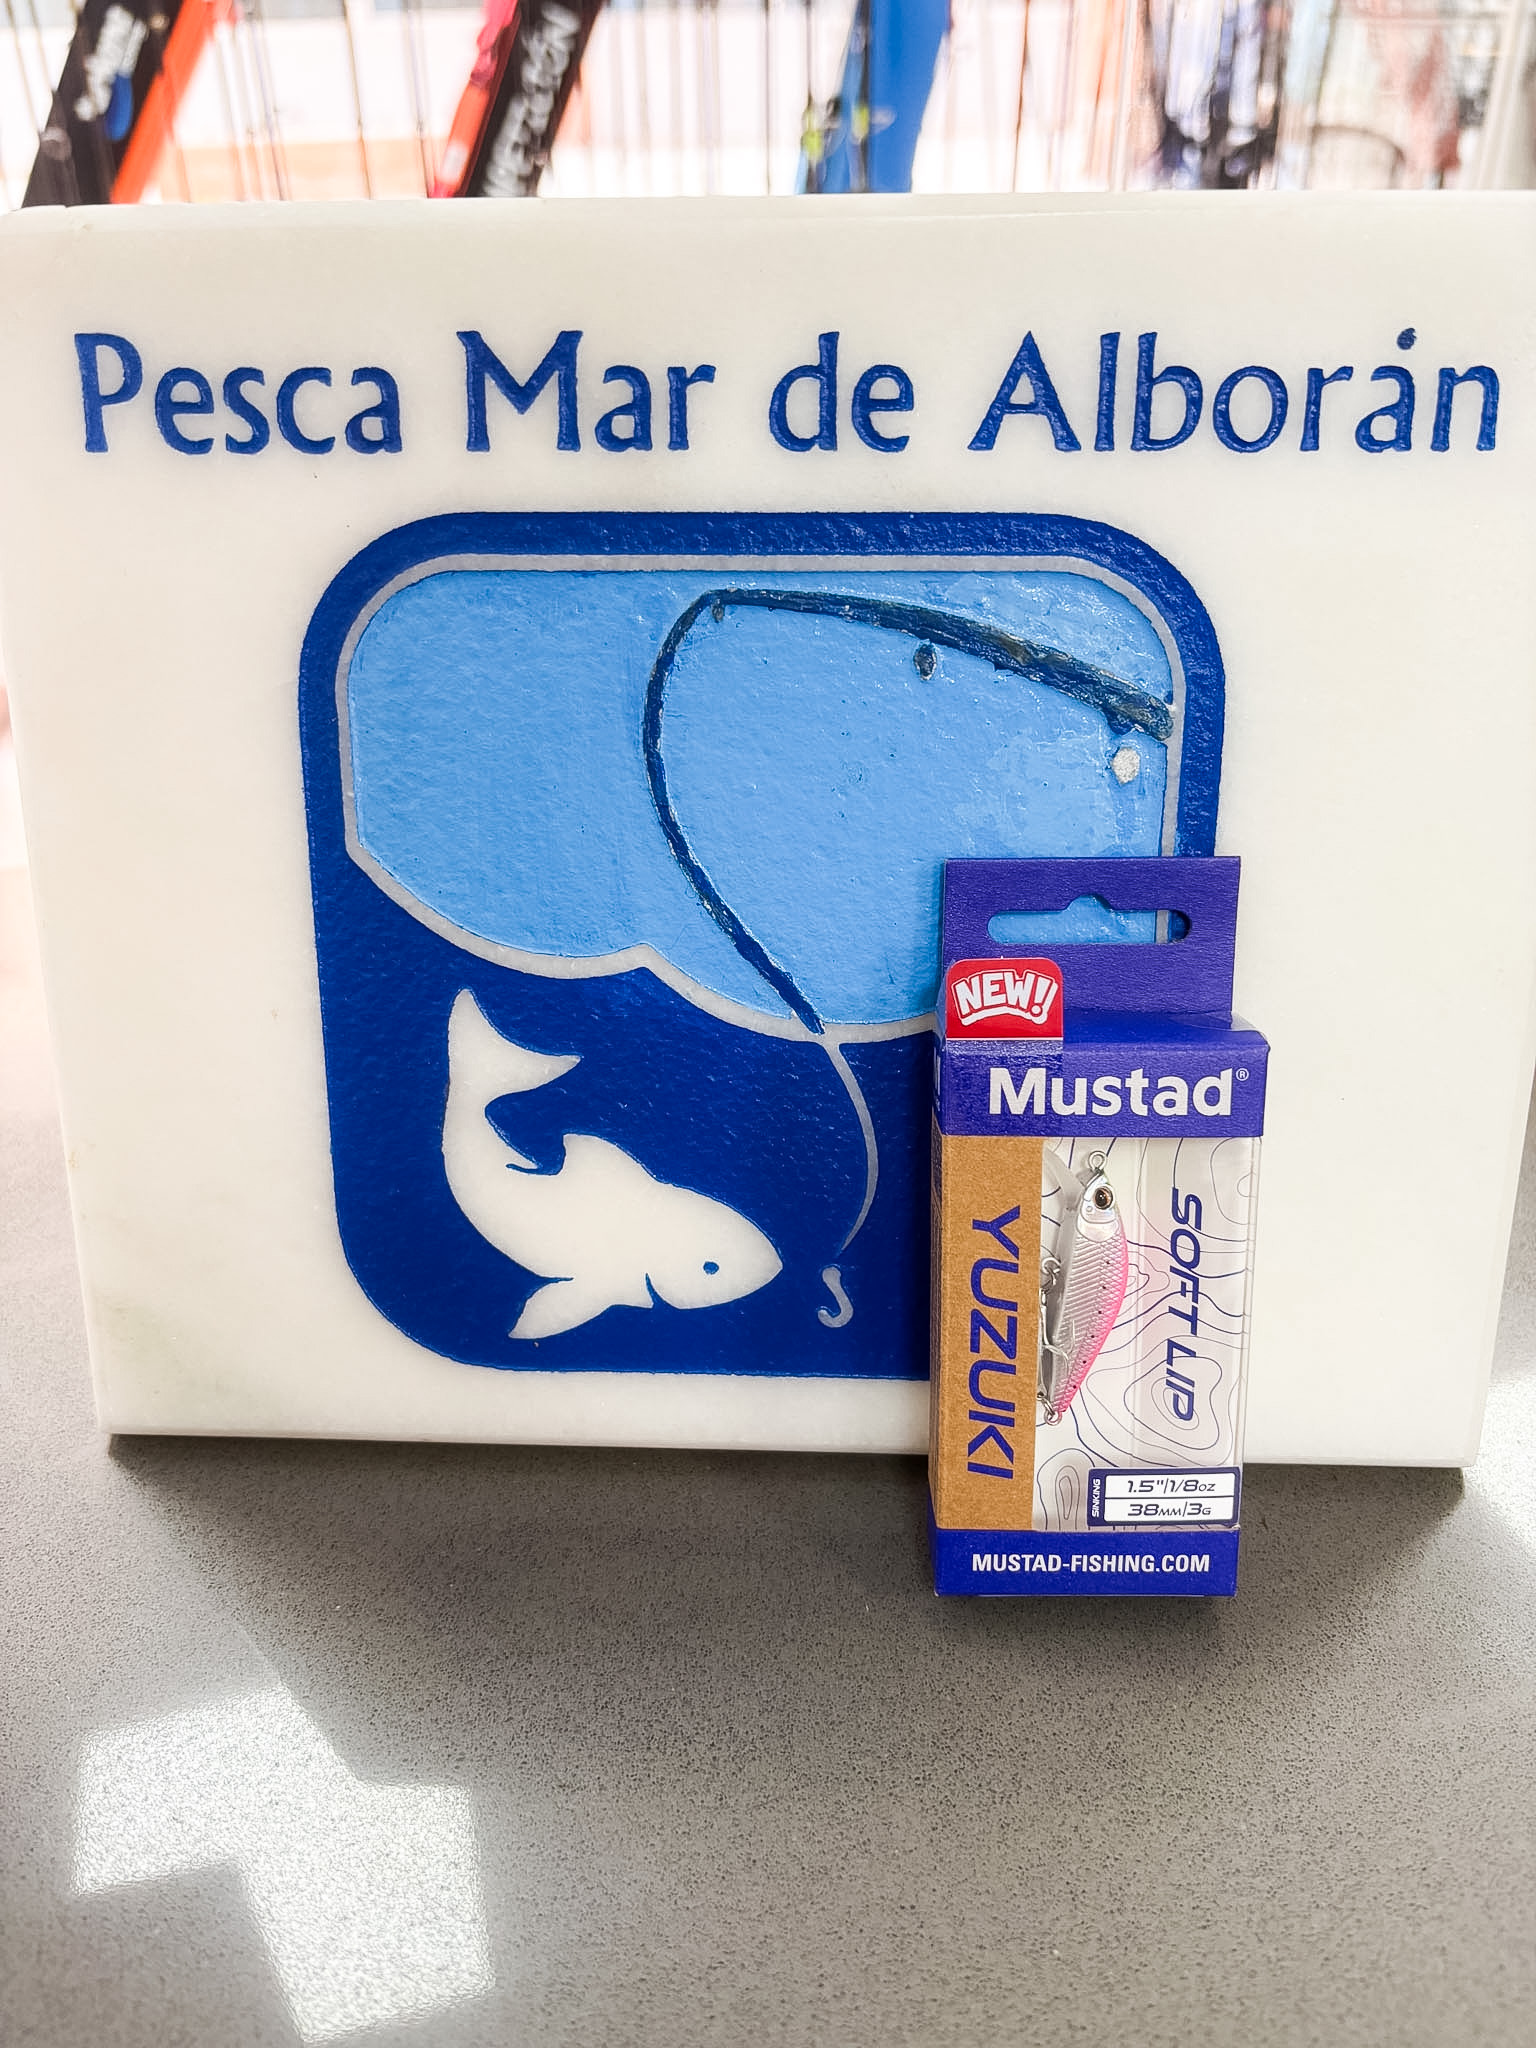 Pesca Mar de Alborán
NEW!
Mustad®
YUZUKI
SOFT LIP
SINKING
1.5"/1/8oz
38MM/3G
MUSTAD-FISHING.COM